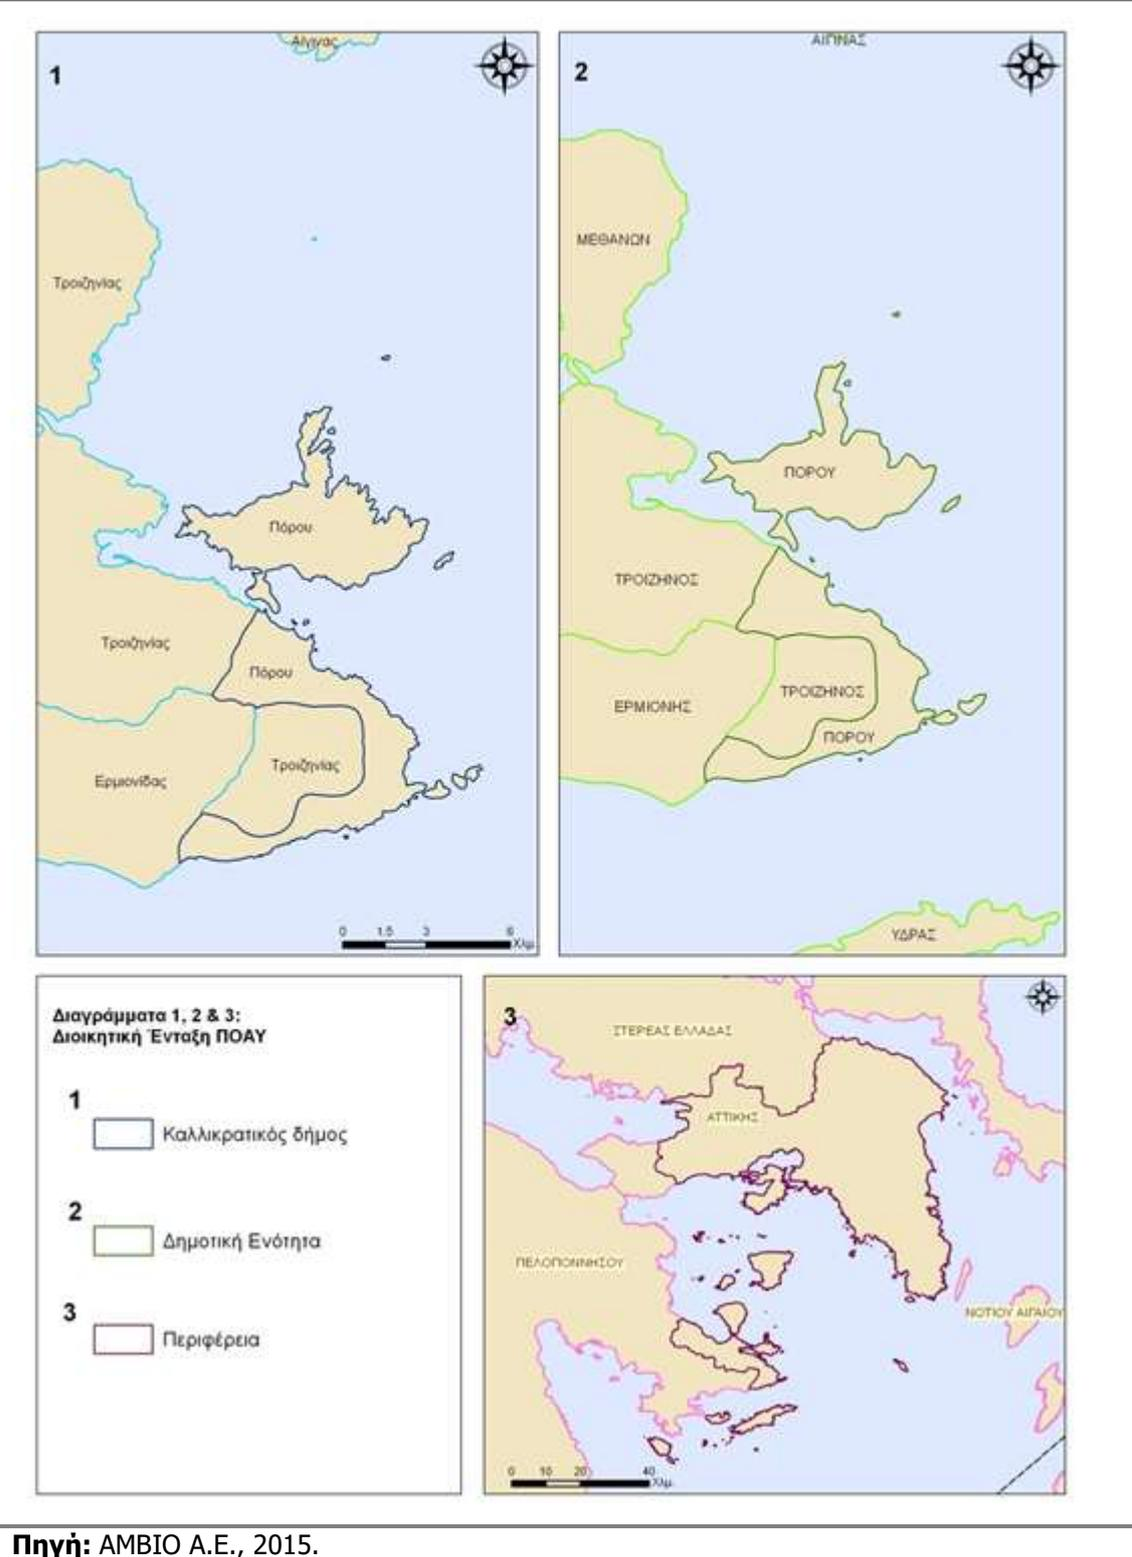 1
Αίγινας
Τροιζηνίας
Πόρου
Τροιζηνίας
Πόρου
Τροιζηνίας
Ερμιονίδας
0 1.5 3 6
Χλμ.
2
ΑΙΓΙΝΑΣ
ΜΕΘΑΝΩΝ
ΠΟΡΟΥ
ΤΡΟΙΖΗΝΟΣ
ΤΡΟΙΖΗΝΟΣ
ΕΡΜΙΟΝΗΣ
ΠΟΡΟΥ
ΥΔΡΑΣ
Διαγράμματα 1, 2 & 3:
Διοικητική Ένταξη ΠΟΑΥ
1
Καλλικρατικός δήμος
2
Δημοτική Ενότητα
3
Περιφέρεια
3
ΣΤΕΡΕΑΣ ΕΛΛΑΔΑΣ
ΑΤΤΙΚΗΣ
ΠΕΛΟΠΟΝΝΗΣΟΥ
ΝΟΤΙΟΥ ΑΙΓΑΙΟΥ
0 10 20 40
Χλμ.
Πηγή: ΑΜΒΙΟ Α.Ε., 2015.